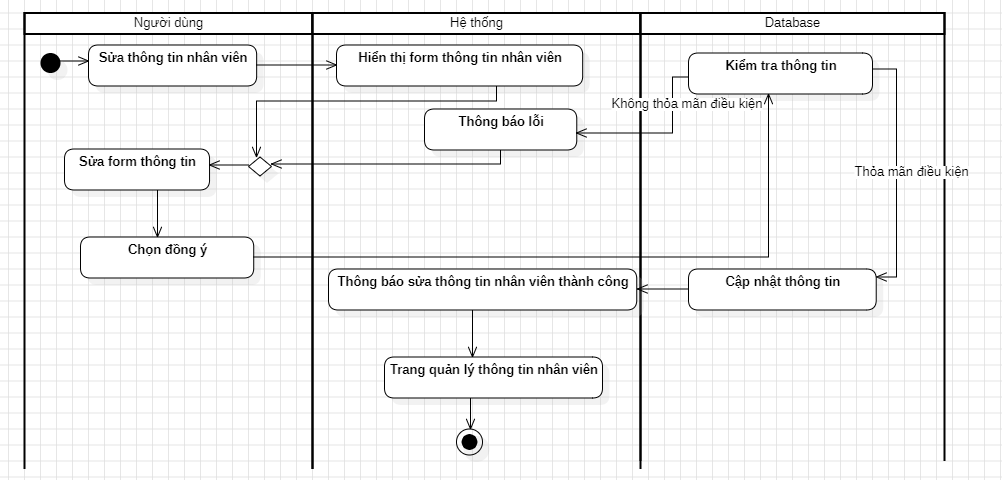 Người dùng
Hệ thống
Database
Sửa thông tin nhân viên
Hiển thị form thông tin nhân viên
Kiểm tra thông tin
Không thỏa mãn điều kiện
Thông báo lỗi
Sửa form thông tin
Thỏa mãn điều kiện
Chọn đồng ý
Thông báo sửa thông tin nhân viên thành công
Cập nhật thông tin
Trang quản lý thông tin nhân viên